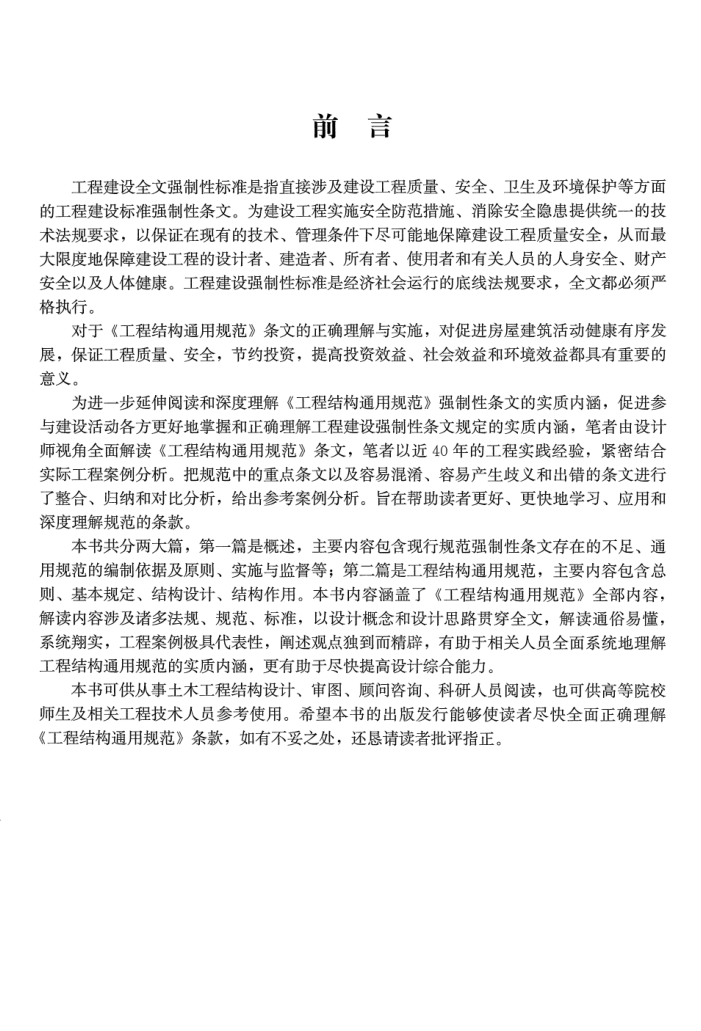 前 言
工程建设全文强制性标准是指直接涉及建设工程质量、安全、卫生及环境保护等方面
的工程建设标准强制性条文。为建设工程实施安全防范措施、消除安全隐患提供统一的技
术法规要求，以保证在现有的技术、管理条件下尽可能地保障建设工程质量安全，从而最
大限度地保障建设工程的设计者、建造者、所有者、使用者和有关人员的人身安全、财产
安全以及人体健康。工程建设强制性标准是经济社会运行的底线法规要求，全文都必须严
格执行。
对于《工程结构通用规范》条文的正确理解与实施，对促进房屋建筑活动健康有序发
展，保证工程质量、安全，节约投资，提高投资效益、社会效益和环境效益都具有重要的
意义。
为进一步延伸阅读和深度理解《工程结构通用规范》强制性条文的实质内涵，促进参
与建设活动各方更好地掌握和正确理解工程建设强制性条文规定的实质内涵，笔者由设计
师视角全面解读《工程结构通用规范》条文，笔者以近 40 年的工程实践经验，紧密结合
实际工程案例分析。把规范中的重点条文以及容易混淆、容易产生歧义和出错的条文进行
了整合、归纳和对比分析，给出参考案例分析。旨在帮助读者更好、更快地学习、应用和
深度理解规范的条款。
本书共分两大篇，第一篇是概述，主要内容包含现行规范强制性条文存在的不足、通
用规范的编制依据及原则、实施与监督等；第二篇是工程结构通用规范，主要内容包含总
则、基本规定、结构设计、结构作用。本书内容涵盖了《工程结构通用规范》全部内容，
解读内容涉及诸多法规、规范、标准，以设计概念和设计思路贯穿全文，解读通俗易懂，
系统翔实，工程案例极具代表性，阐述观点独到而精辟，有助于相关人员全面系统地理解
工程结构通用规范的实质内涵，更有助于尽快提高设计综合能力。
本书可供从事土木工程结构设计、审图、顾问咨询、科研人员阅读，也可供高等院校
师生及相关工程技术人员参考使用。希望本书的出版发行能够使读者尽快全面正确理解
《工程结构通用规范》条款，如有不妥之处，还恳请读者批评指正。